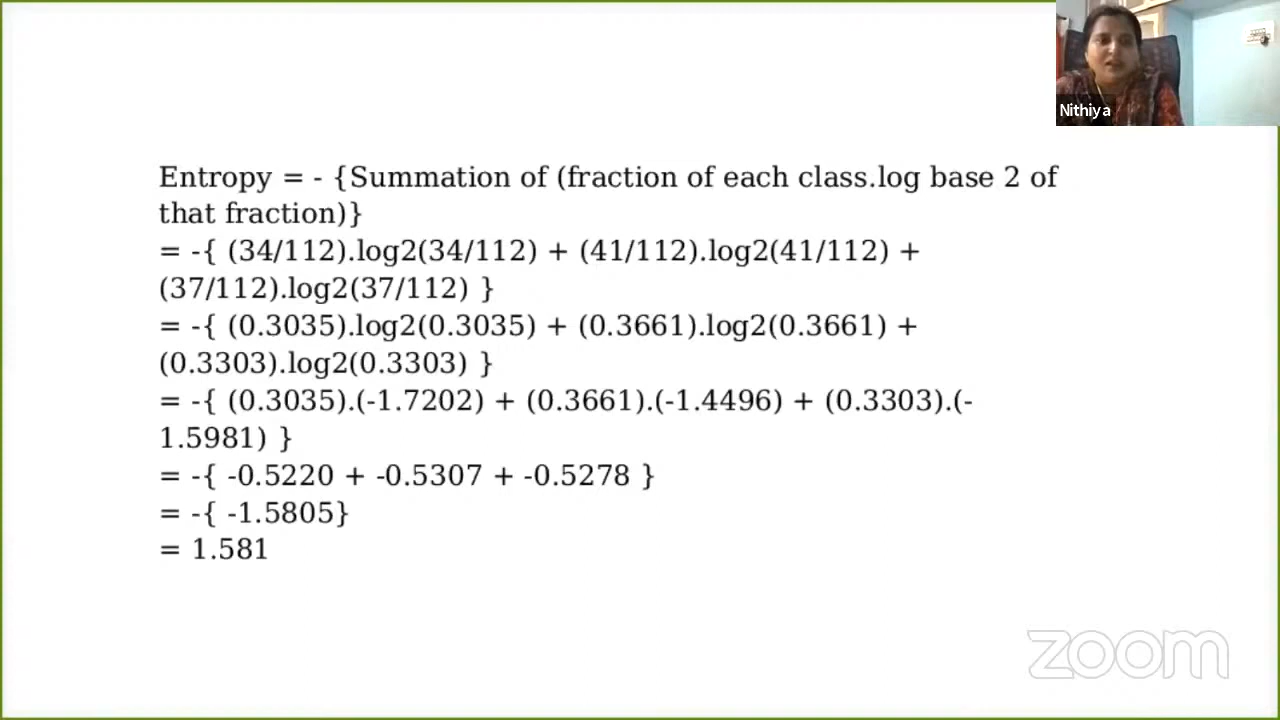 Nithiya
Entropy = - {Summation of (fraction of each class.log base 2 of
that fraction)}
= -{ (34/112).log2(34/112) + (41/112).log2(41/112) +
(37/112).log2(37/112) }
= -{ (0.3035).log2(0.3035) + (0.3661).log2(0.3661) +
(0.3303).log2(0.3303) }
= -{ (0.3035).(-1.7202) + (0.3661).(-1.4496) + (0.3303).(-
1.5981) }
= -{ -0.5220 + -0.5307 + -0.5278 }
= -{ -1.5805}
= 1.581
zoom